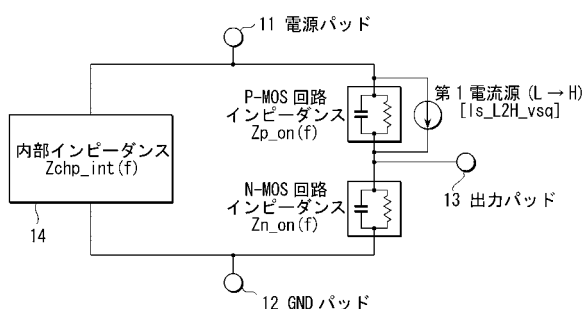 11 電源パッド
P-MOS 回路
インピーダンス
Zp_on(f)
第1電流源 (L → H)
[Is_L2H_vsq]
内部インピーダンス
Zchp_int(f)
14
N-MOS 回路
インピーダンス
Zn_on(f)
13 出力パッド
12 GND パッド